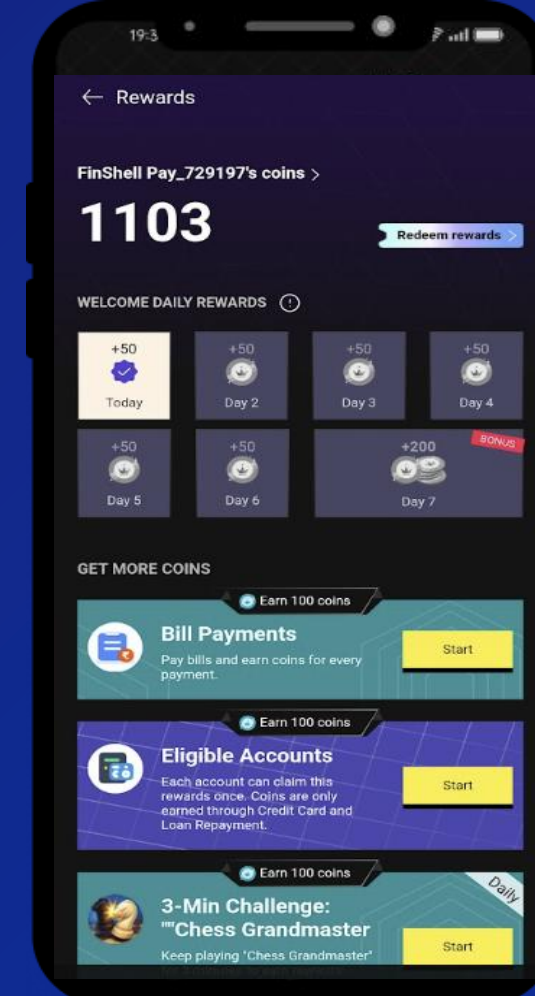 19:3
← Rewards
FinShell Pay_729197's coins >
1103
Redeem rewards >
WELCOME DAILY REWARDS
+50
Today
+50
Day 2
+50
Day 3
+50
Day 4
+50
Day 5
+50
Day 6
+200
BONUS
Day 7
GET MORE COINS
Earn 100 coins
Bill Payments
Pay bills and earn coins for every
payment.
Start
Earn 100 coins
Eligible Accounts
Each account can claim this
rewards once. Coins are only
earned through Credit Card and
Loan Repayment.
Start
Earn 100 coins
Daily
3-Min Challenge:
""Chess Grandmaster
Keep playing "Chess Grandmaster"
Start